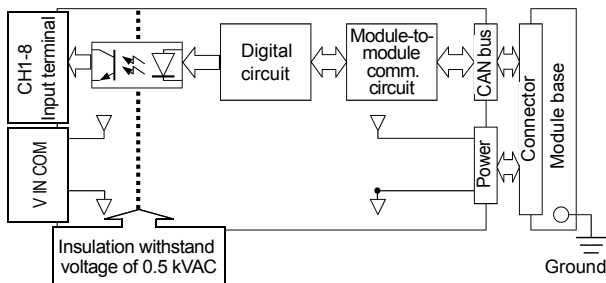 CH1-8
Input terminal
Digital
circuit
Module-to-
module
comm.
circuit
CAN bus
Connector
Module base
V IN COM
Power
Insulation withstand
voltage of 0.5 kVAC
Ground